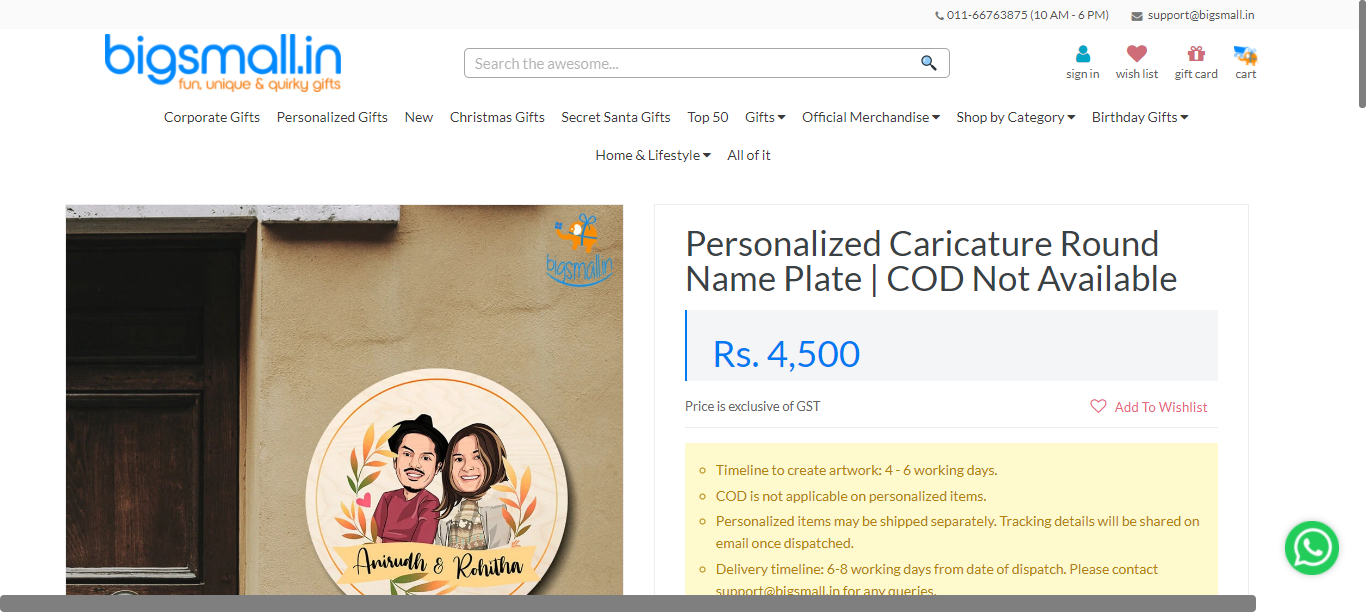 011-66763875 (10 AM - 6 PM) support@bigsmall.in
bigsmall.in
fun, unique & quirky gifts
Search the awesome...
sign in wish list gift card cart
Corporate Gifts Personalized Gifts New Christmas Gifts Secret Santa Gifts Top 50 Gifts Official Merchandise Shop by Category Birthday Gifts
Home & Lifestyle All of it
bigsmall.in
Anirudh & Rohitha
Personalized Caricature Round
Name Plate | COD Not Available
Rs. 4,500
Price is exclusive of GST Add To Wishlist
Timeline to create artwork: 4 - 6 working days.
COD is not applicable on personalized items.
Personalized items may be shipped separately. Tracking details will be shared on
email once dispatched.
Delivery timeline: 6-8 working days from date of dispatch. Please contact
support@bigsmall.in for any queries.